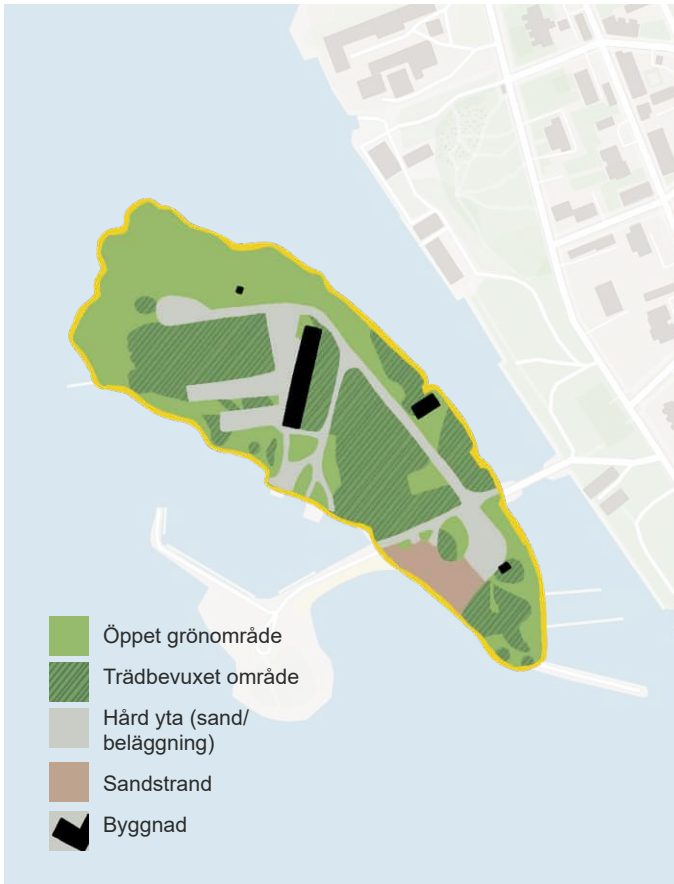 Öppet grönområde
Trädbevuxet område
Hård yta (sand/
beläggning)
Sandstrand
Byggnad